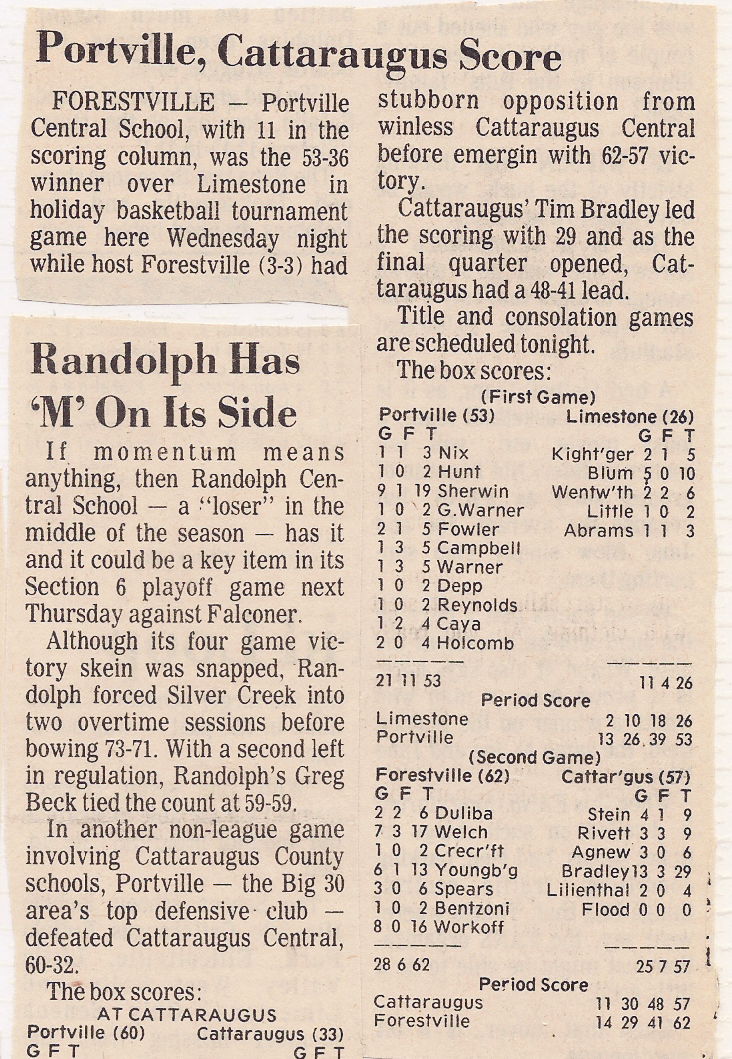 Portville, Cattaraugus Score
FORESTVILLE — Portville
Central School, with 11 in the
scoring column, was the 53-36
winner over Limestone in
holiday basketball tournament
game here Wednesday night
while host Forestville (3-3) had
stubborn opposition from
winless Cattaraugus Central
before emergin with 62-57 vic-
tory.
Cattaraugus' Tim Bradley led
the scoring with 29 and as the
final quarter opened, Cat-
taraugus had a 48-41 lead.
Title and consolation games
are scheduled tonight.
The box scores:
(First Game)
Portville (53) Limestone (26)
G F T G F T
1 1 3 Nix Kight'ger 2 1 5
1 0 2 Hunt Blum 5 0 10
9 1 19 Sherwin Wentw'th 2 2 6
1 0 2 G.Warner Little 1 0 2
2 1 5 Fowler Abrams 1 1 3
1 3 5 Campbell
1 3 5 Warner
1 0 2 Depp
1 0 2 Reynolds
1 2 4 Caya
2 0 4 Holcomb
21 11 53 11 4 26
Period Score
Limestone 2 10 18 26
Portville 13 26 39 53
(Second Game)
Forestville (62) Cattar'gus (57)
G F T G F T
2 2 6 Duliba Stein 4 1 9
7 3 17 Welch Rivett 3 3 9
1 0 2 Crecr'ft Agnew 3 0 6
6 1 13 Youngb'g Bradley13 3 29
3 0 6 Spears Lilienthal 2 0 4
1 0 2 Bentzoni Flood 0 0 0
8 0 16 Workoff
28 6 62 25 7 57
Period Score
Cattaraugus 11 30 48 57
Forestville 14 29 41 62
Randolph Has
'M' On Its Side
If momentum means
anything, then Randolph Cen-
tral School — a "loser" in the
middle of the season — has it
and it could be a key item in its
Section 6 playoff game next
Thursday against Falconer.
Although its four game vic-
tory skein was snapped, Ran-
dolph forced Silver Creek into
two overtime sessions before
bowing 73-71. With a second left
in regulation, Randolph's Greg
Beck tied the count at 59-59.
In another non-league game
involving Cattaraugus County
schools, Portville — the Big 30
area's top defensive club —
defeated Cattaraugus Central,
60-32.
The box scores:
AT CATTARAUGUS
Portville (60) Cattaraugus (33)
G F T G F T